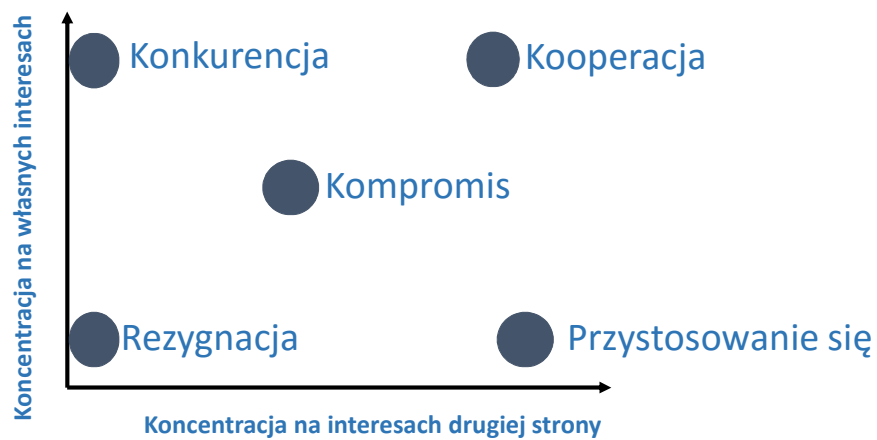 Koncentracja na własnych interesach
Konkurencja
Kooperacja
Kompromis
Rezygnacja
Przystosowanie się
Koncentracja na interesach drugiej strony